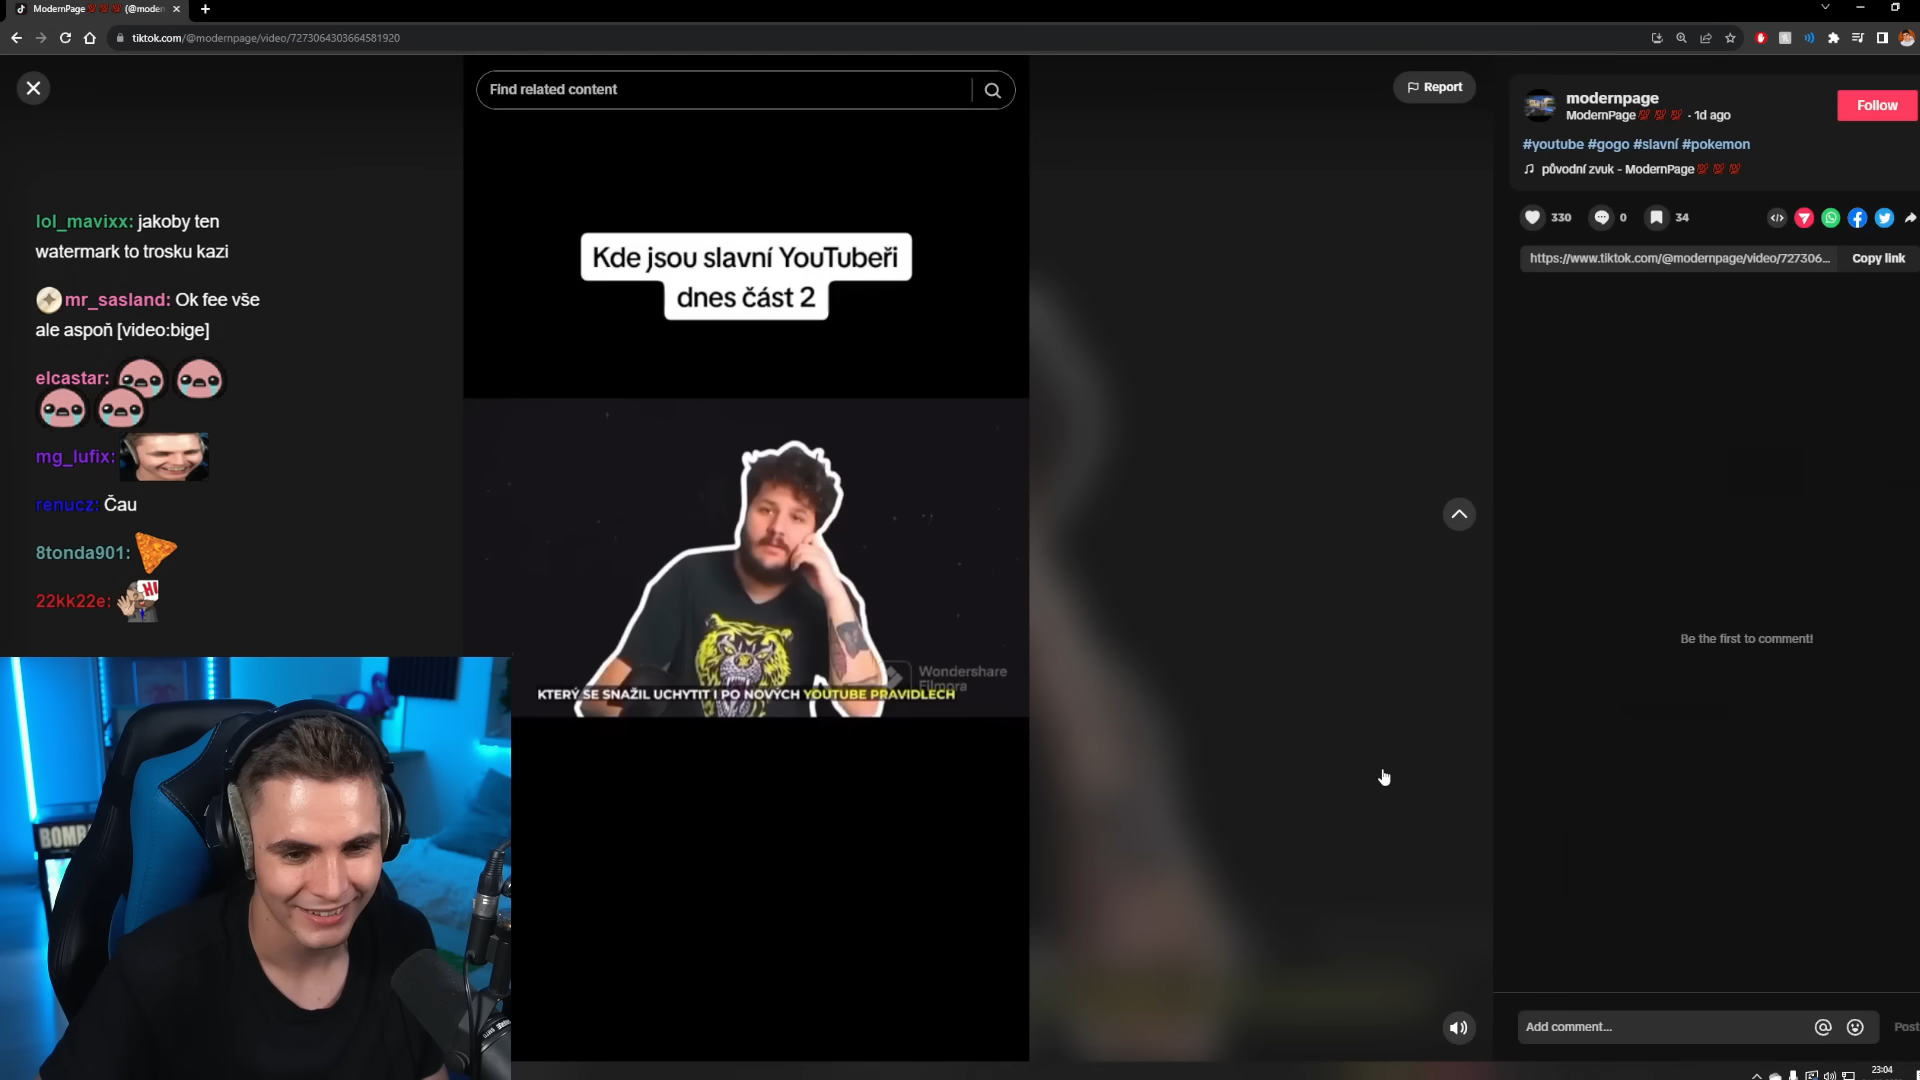 ModernPage 💯 💯 💯 (@moder
tiktok.com/@modernpage/video/7273064303664581920
Find related content
Report
modernpage
ModernPage 💯 💯 💯 · 1d ago
Follow
#youtube #gogo #slavní #pokemon
původní zvuk - ModernPage 💯 💯 💯
330
0
34
https://www.tiktok.com/@modernpage/video/727306...
Copy link
lol_mavixx: jakoby ten
watermark to trosku kazi
mr_sasland: Ok fee vše
ale aspoň [video:bige]
elcastar:
mg_lufix:
renucz: Čau
8tonda901:
22kk22e:
HI
Kde jsou slavní YouTubeři
dnes část 2
Wondershare
Filmora
KTERÝ SE SNAŽIL UCHYTIT I PO NOVÝCH YOUTUBE PRAVIDLECH
Be the first to comment!
BOMB
Add comment...
Post
23:04